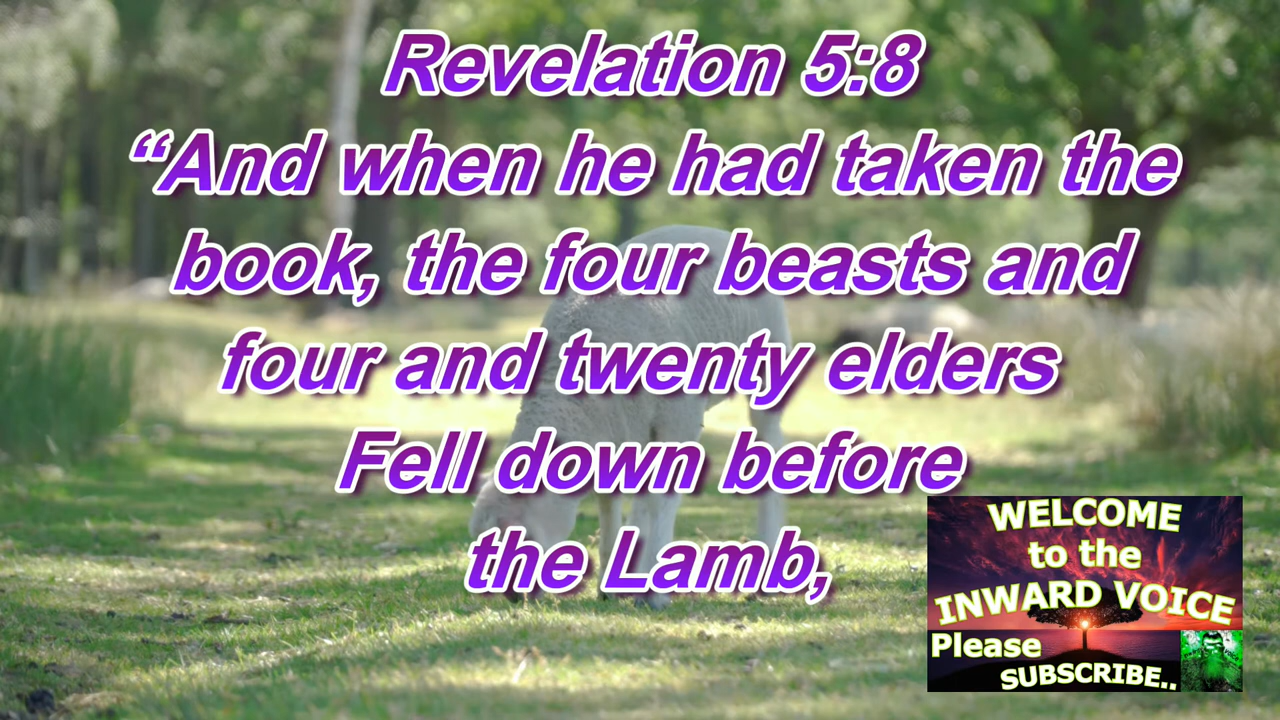 Revelation 5:8
“And when he had taken the
book, the four beasts and
four and twenty elders
Fell down before
the Lamb,
WELCOME
to the
INWARD VOICE
Please
SUBSCRIBE..